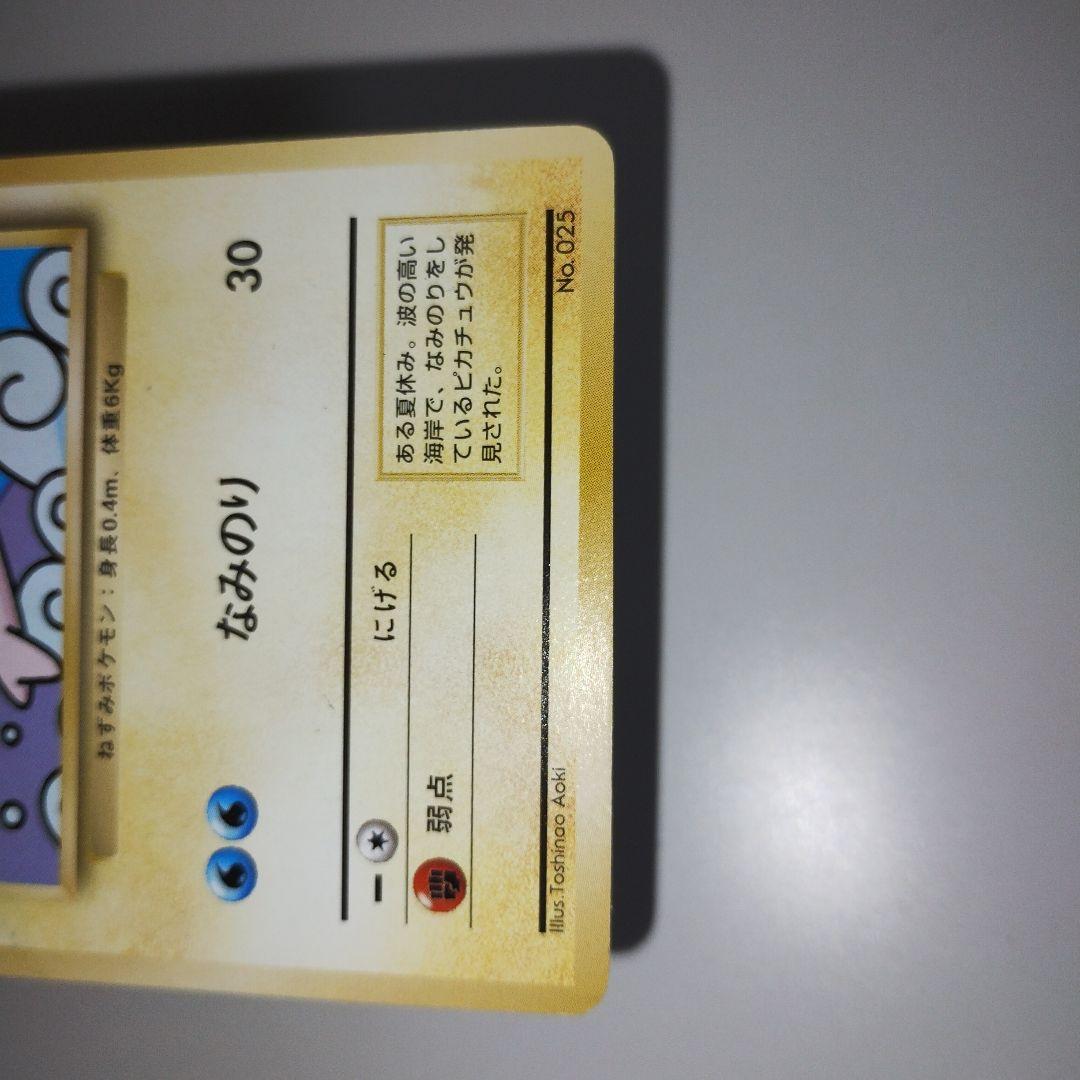 ねずみポケモン：身長0.4m、体重6Kg
なみのり 30
にげる
弱点
ある夏休み。波の高い
海岸で、なみのりをし
ているピカチュウが発
見された。
Illus.Toshinao Aoki
No. 025